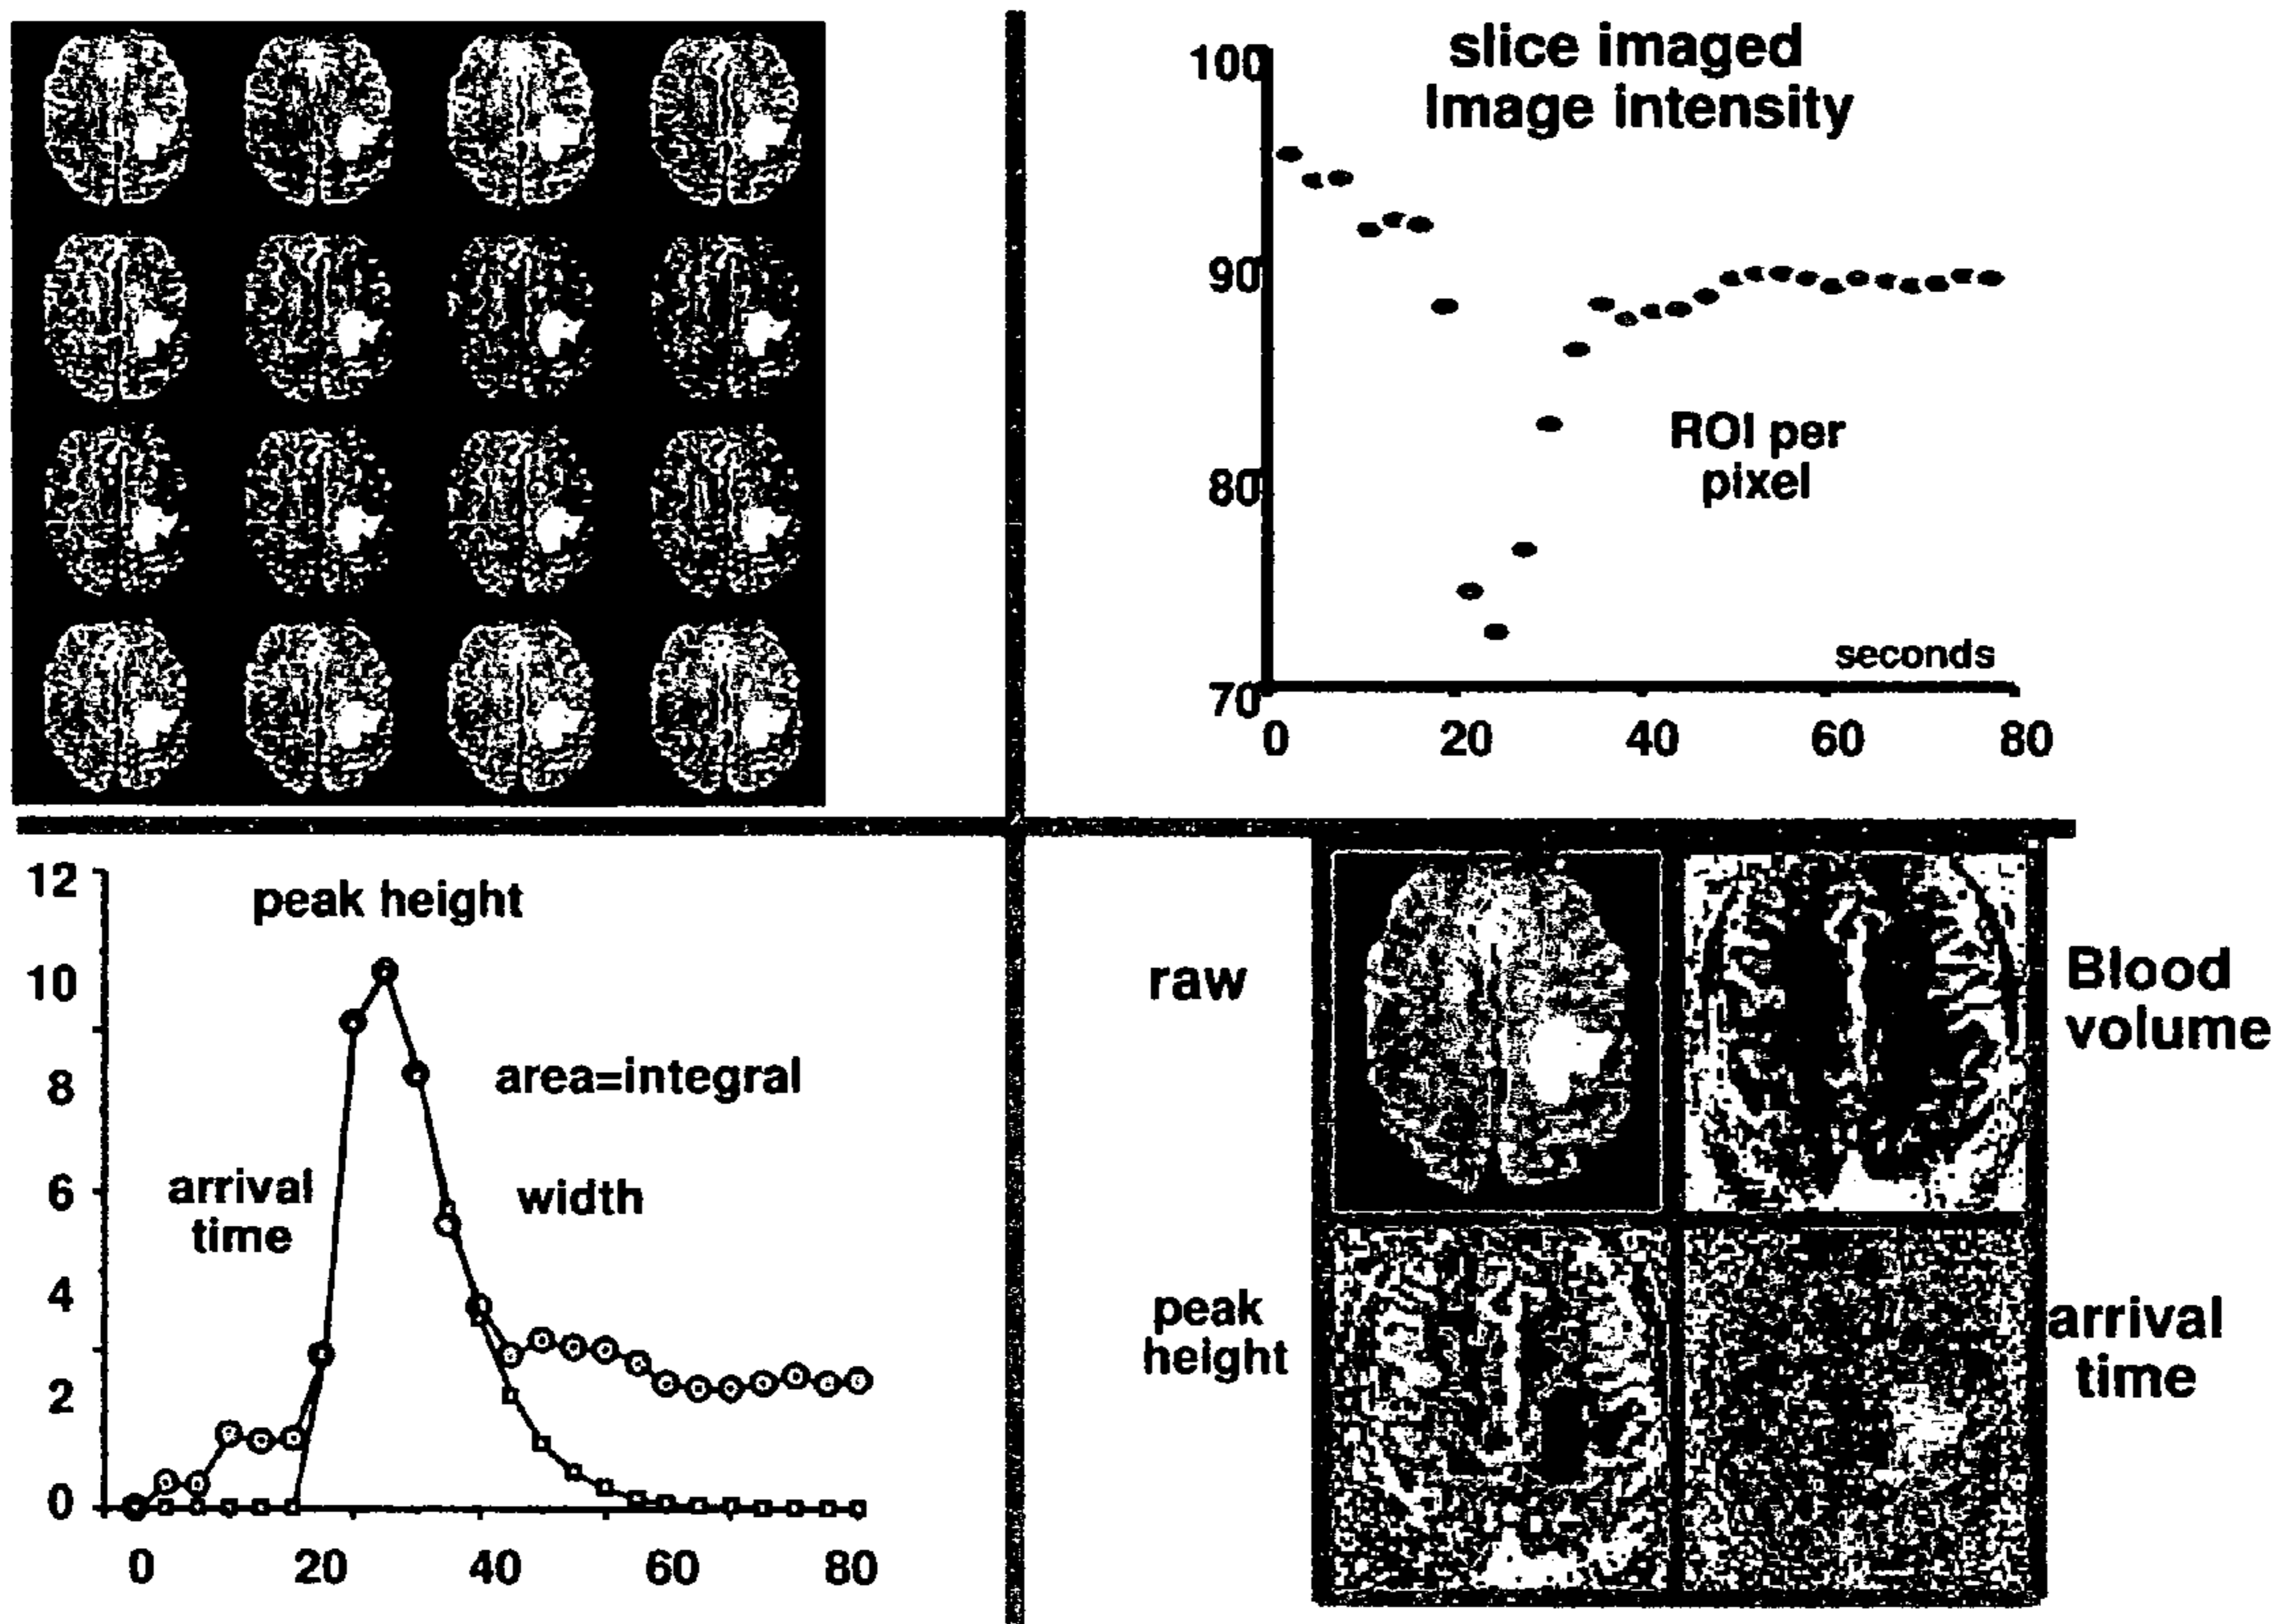 slice imaged
Image intensity
100
90
80
70
ROI per
pixel
seconds
0 20 40 60 80
12
10
8
6
4
2
0
peak height
area=integral
arrival
time
width
0 20 40 60 80
raw
Blood
volume
peak
height
arrival
time